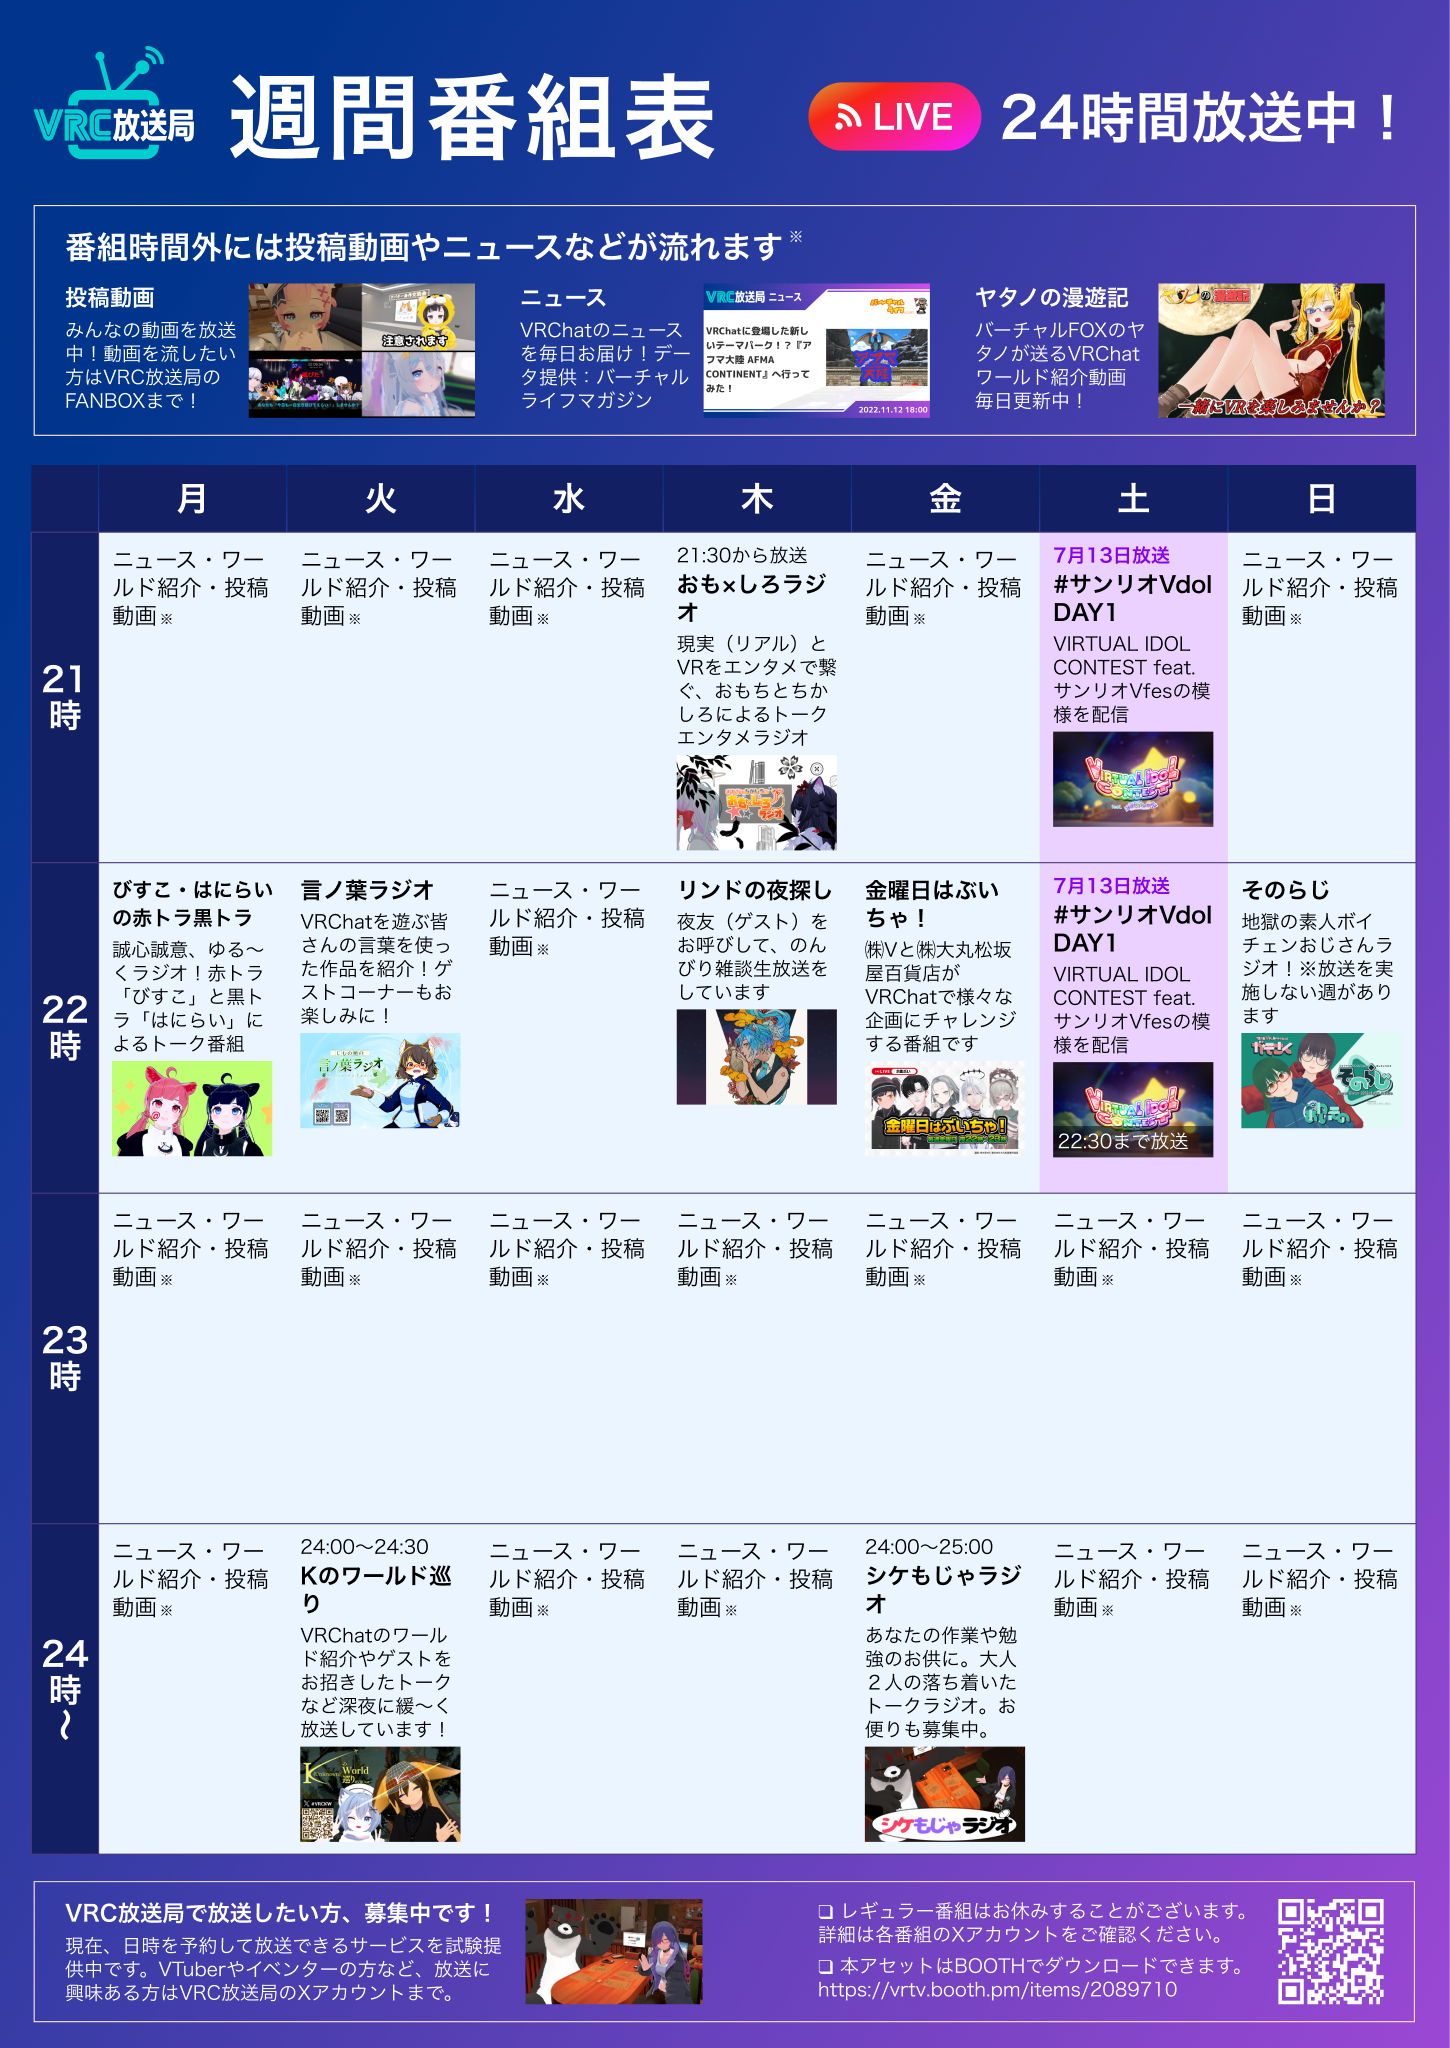 VRC放送局
週間番組表
LIVE
24時間放送中！
番組時間外には投稿動画やニュースなどが流れます※
投稿動画
みんなの動画を放送
中！動画を流したい
方はVRC放送局の
FANBOXまで！
注意されます
ニュース
VRChatのニュース
を毎日お届け！デー
タ提供：バーチャル
ライフマガジン
VRC放送局 ニュース
VRChatに登場した新し
いテーマパーク！？『ア
フマ大陸 AFMA
CONTINENT』へ行って
みた！
2022.11.12 18:00
ヤタノの漫遊記
バーチャルFOXのヤ
タノが送るVRChat
ワールド紹介動画
毎日更新中！
一緒にVRを楽しみませんか？
月
火
水
木
金
土
日
21
時
ニュース・ワー
ルド紹介・投稿
動画※
ニュース・ワー
ルド紹介・投稿
動画※
ニュース・ワー
ルド紹介・投稿
動画※
21:30から放送
おも×しろラジ
オ
現実（リアル）と
VRをエンタメで繋
ぐ、おもちとちか
しろによるトーク
エンタメラジオ
ニュース・ワー
ルド紹介・投稿
動画※
7月13日放送
#サンリオVdol
DAY1
VIRTUAL IDOL
CONTEST feat.
サンリオVfesの模
様を配信
VIRTUAL IDOL
CONTEST
ニュース・ワー
ルド紹介・投稿
動画※
22
時
びすこ・はにらい
の赤トラ黒トラ
誠心誠意、ゆる〜
くラジオ！赤トラ
「びすこ」と黒ト
ラ「はにらい」に
よるトーク番組
言ノ葉ラジオ
VRChatを遊ぶ皆
さんの言葉を使っ
た作品を紹介！ゲ
ストコーナーもお
楽しみに！
言ノ葉ラジオ
ニュース・ワー
ルド紹介・投稿
動画※
リンドの夜探し
夜友（ゲスト）を
お呼びして、のん
びり雑談生放送を
しています
金曜日はぶい
ちゃ！
㈱Vと㈱大丸松坂
屋百貨店が
VRChatで様々な
企画にチャレンジ
する番組です
金曜日はぶいちゃ！
7月13日放送
#サンリオVdol
DAY1
VIRTUAL IDOL
CONTEST feat.
サンリオVfesの模
様を配信
VIRTUAL IDOL
CONTEST
22:30まで放送
そのらじ
地獄の素人ボイ
チェンおじさんラ
ジオ！※放送を実
施しない週があり
ます
そのらじ
23
時
ニュース・ワー
ルド紹介・投稿
動画※
ニュース・ワー
ルド紹介・投稿
動画※
ニュース・ワー
ルド紹介・投稿
動画※
ニュース・ワー
ルド紹介・投稿
動画※
ニュース・ワー
ルド紹介・投稿
動画※
ニュース・ワー
ルド紹介・投稿
動画※
ニュース・ワー
ルド紹介・投稿
動画※
24
時
〜
ニュース・ワー
ルド紹介・投稿
動画※
24:00〜24:30
Kのワールド巡
り
VRChatのワール
ド紹介やゲストを
お招きしたトーク
など深夜に緩〜く
放送しています！
World
巡り
#VRCKW
ニュース・ワー
ルド紹介・投稿
動画※
ニュース・ワー
ルド紹介・投稿
動画※
24:00〜25:00
シケもじゃラジ
オ
あなたの作業や勉
強のお供に。大人
２人の落ち着いた
トークラジオ。お
便りも募集中。
シケもじゃラジオ
ニュース・ワー
ルド紹介・投稿
動画※
ニュース・ワー
ルド紹介・投稿
動画※
VRC放送局で放送したい方、募集中です！
現在、日時を予約して放送できるサービスを試験提
供中です。VTuberやイベンターの方など、放送に
興味ある方はVRC放送局のXアカウントまで。
❏ レギュラー番組はお休みすることがございます。
詳細は各番組のXアカウントをご確認ください。
❏ 本アセットはBOOTHでダウンロードできます。
https://vrtv.booth.pm/items/2089710